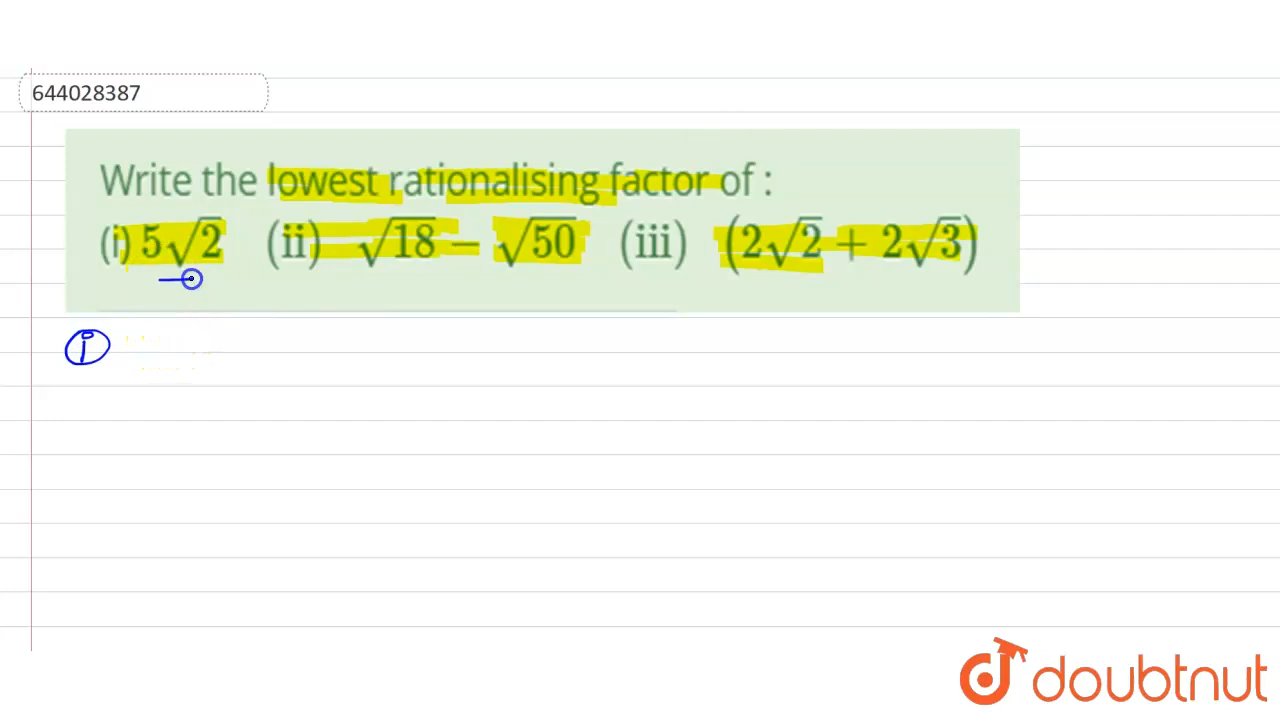 644028387
Write the lowest rationalising factor of :
(i) 5√2 (ii) √18 − √50 (iii) (2√2 + 2√3)
i
doubtnut